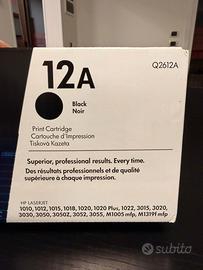 Q2612A
12A
Black
Noir
Print Cartridge
Cartouche d'Impression
Tisková Kazeta
Superior, professional results. Every time.
Des résultats professionnels et de qualité
supérieure à chaque impression.
HP LASERJET
1010, 1012, 1015, 1018, 1020, 1020 Plus, 1022, 3015, 3020,
3030, 3050, 3050Z, 3052, 3055, M1005 mfp, M1319f mfp
subito